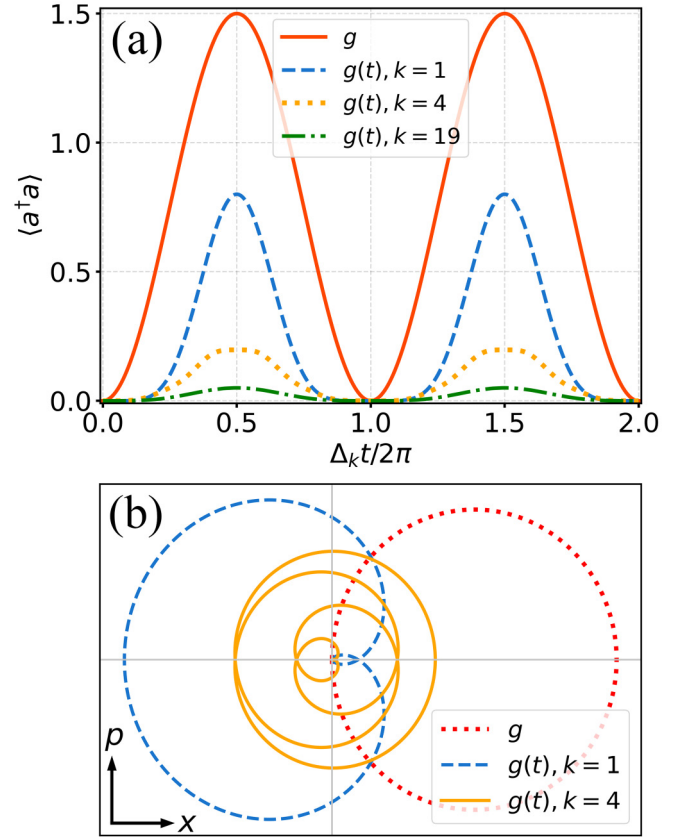 (a)
1.5
1.0
0.5
0.0
⟨a†a⟩
g
g(t), k = 1
g(t), k = 4
g(t), k = 19
0.0 0.5 1.0 1.5 2.0
Δₖt/2π
(b)
p
x
g
g(t), k = 1
g(t), k = 4